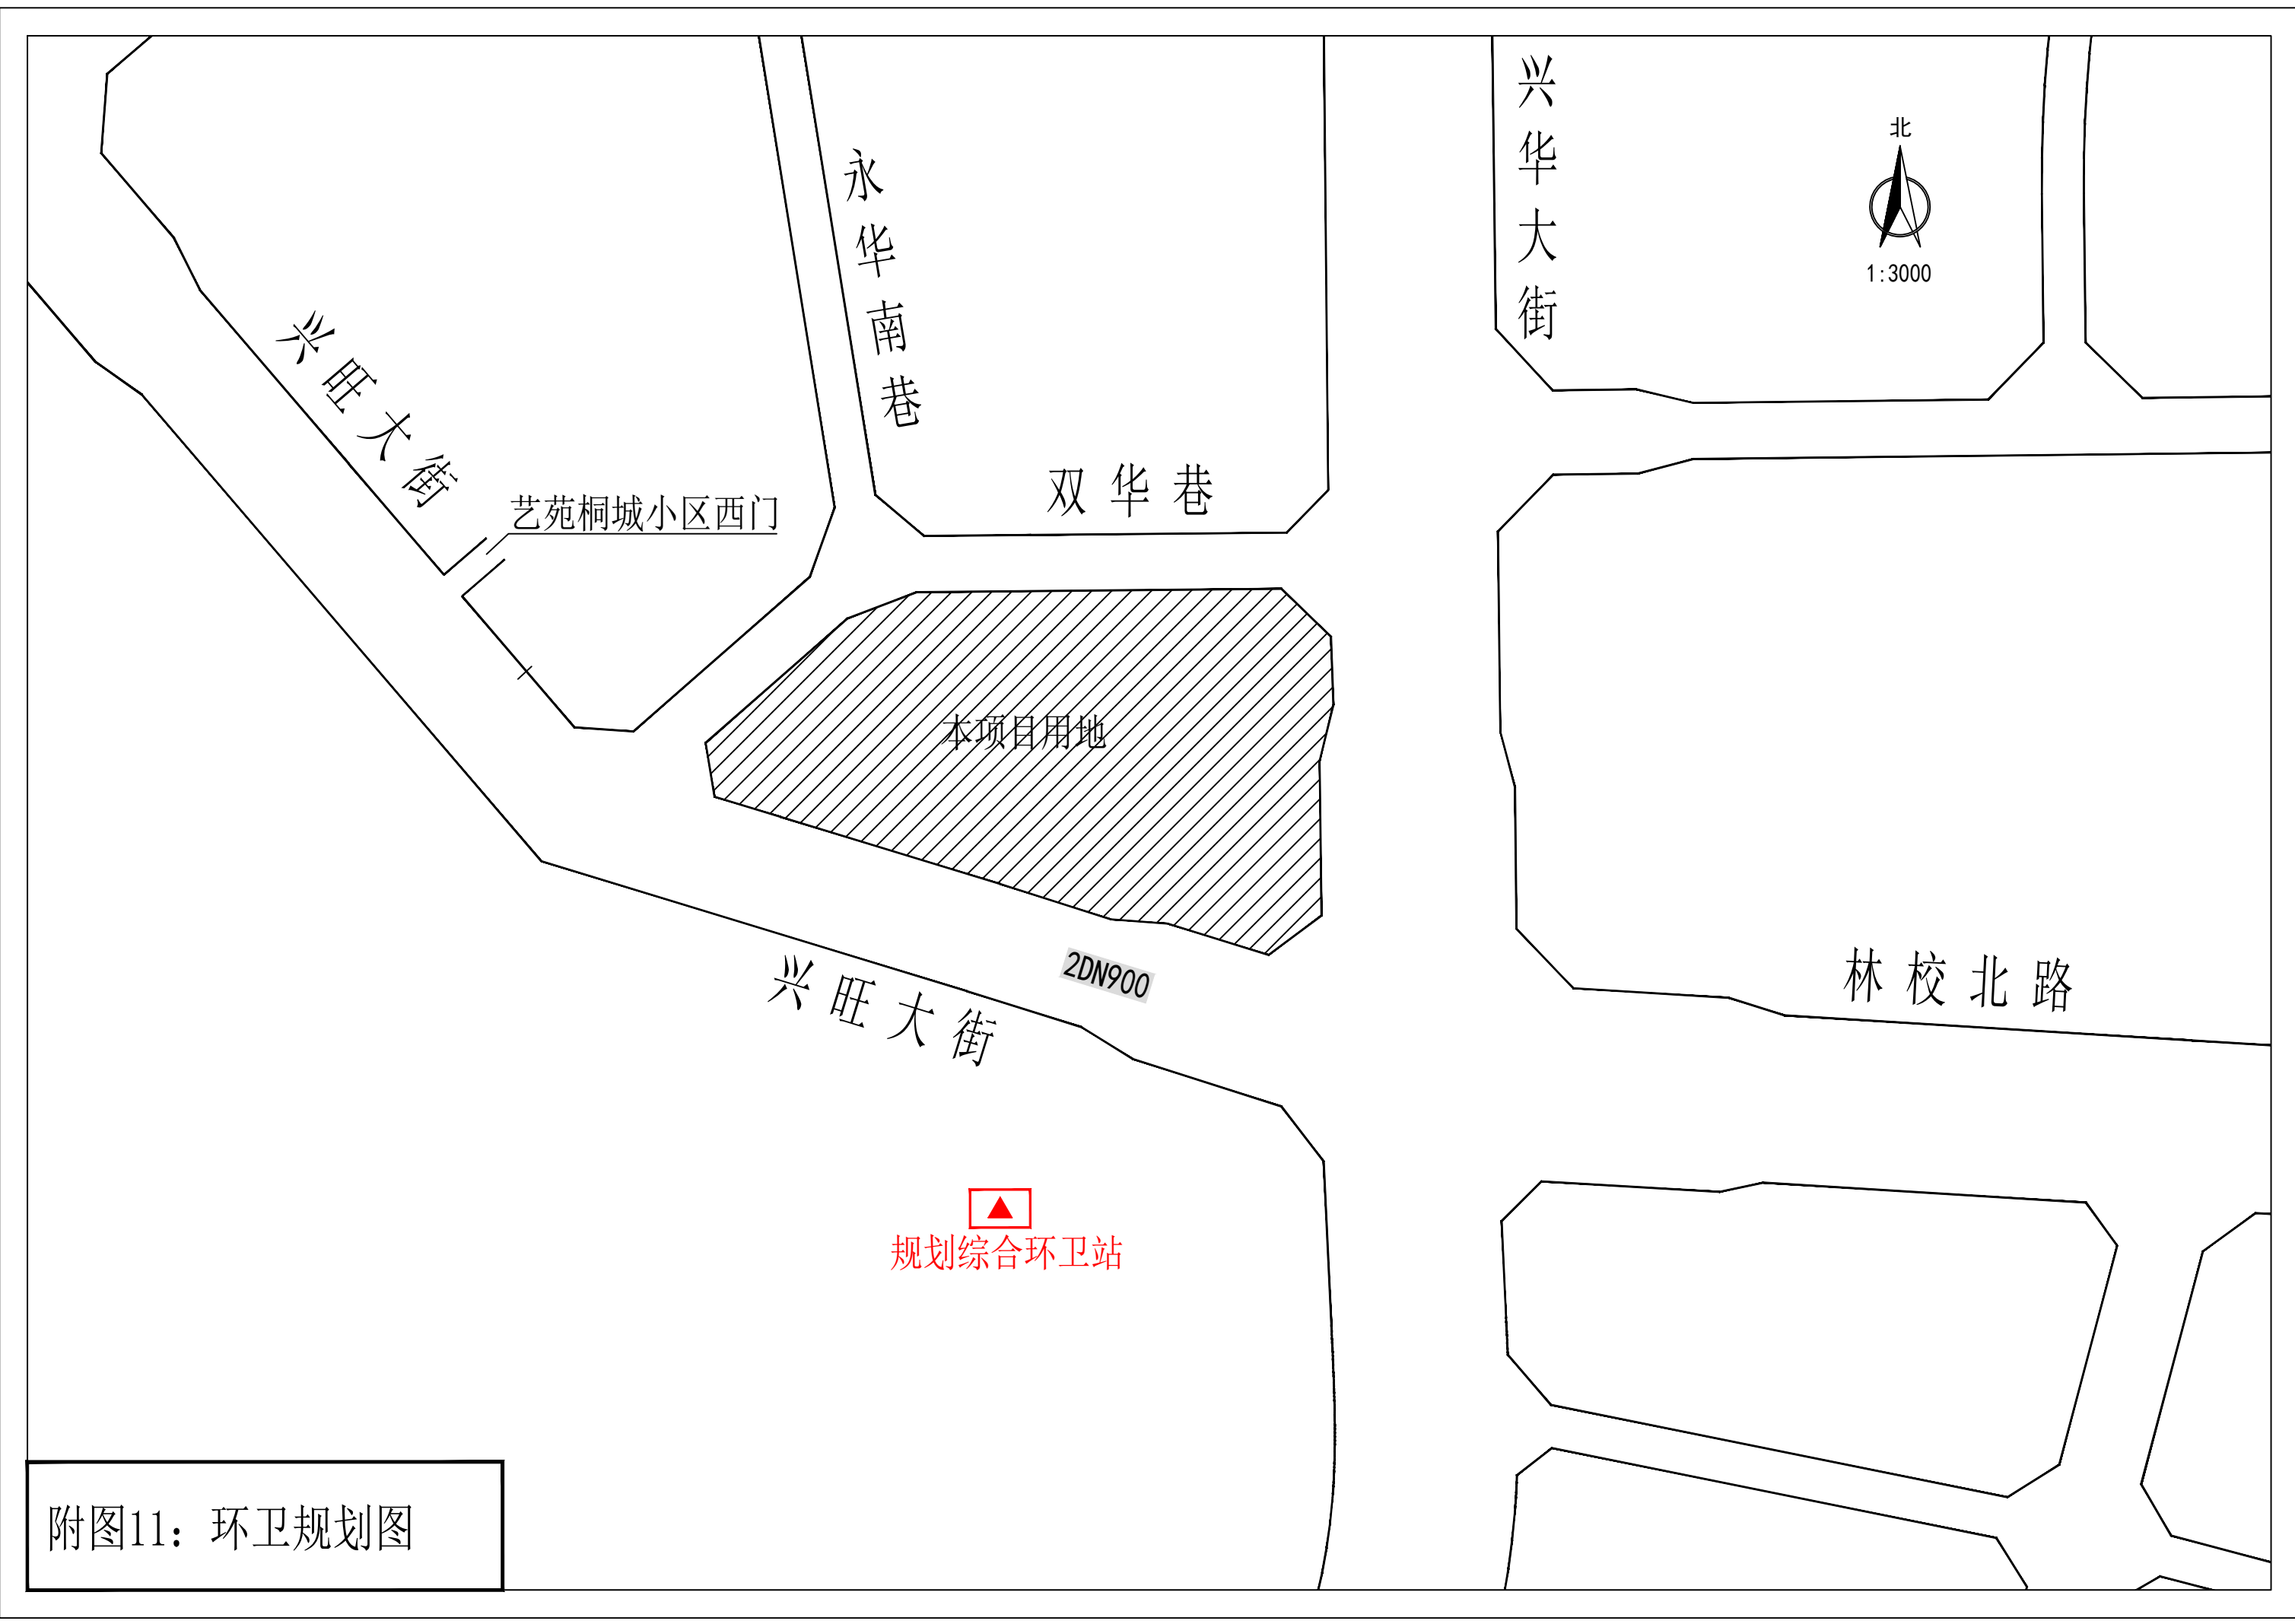 兴华大街
北
1:3000
永华南巷
兴旺大街
双华巷
艺苑桐城小区西门
本项目用地
2DN900
兴旺大街
林校北路
规划综合环卫站
附图11：环卫规划图